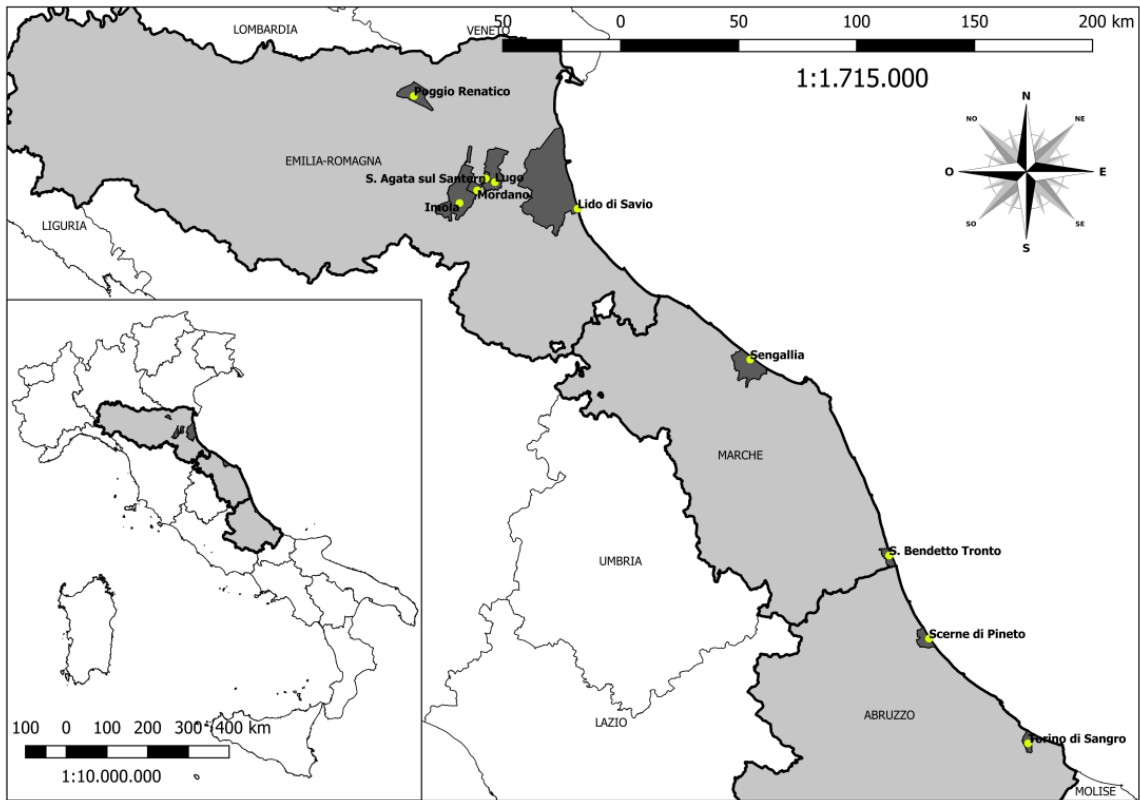 LOMBARDIA
VENETO
50 0 50 100 150 200 km
1:1.715.000
Poggio Renatico
N
NO
NE
EMILIA-ROMAGNA
S. Agata sul Santerno
Lugo
Mordano
Imola
O
E
Lido di Savio
LIGURIA
SO
SE
S
Sengallia
MARCHE
S. Bendetto Tronto
UMBRIA
Scerne di Pineto
LAZIO
ABRUZZO
Torino di Sangro
MOLISE
100 0 100 200 300 400 km
1:10.000.000